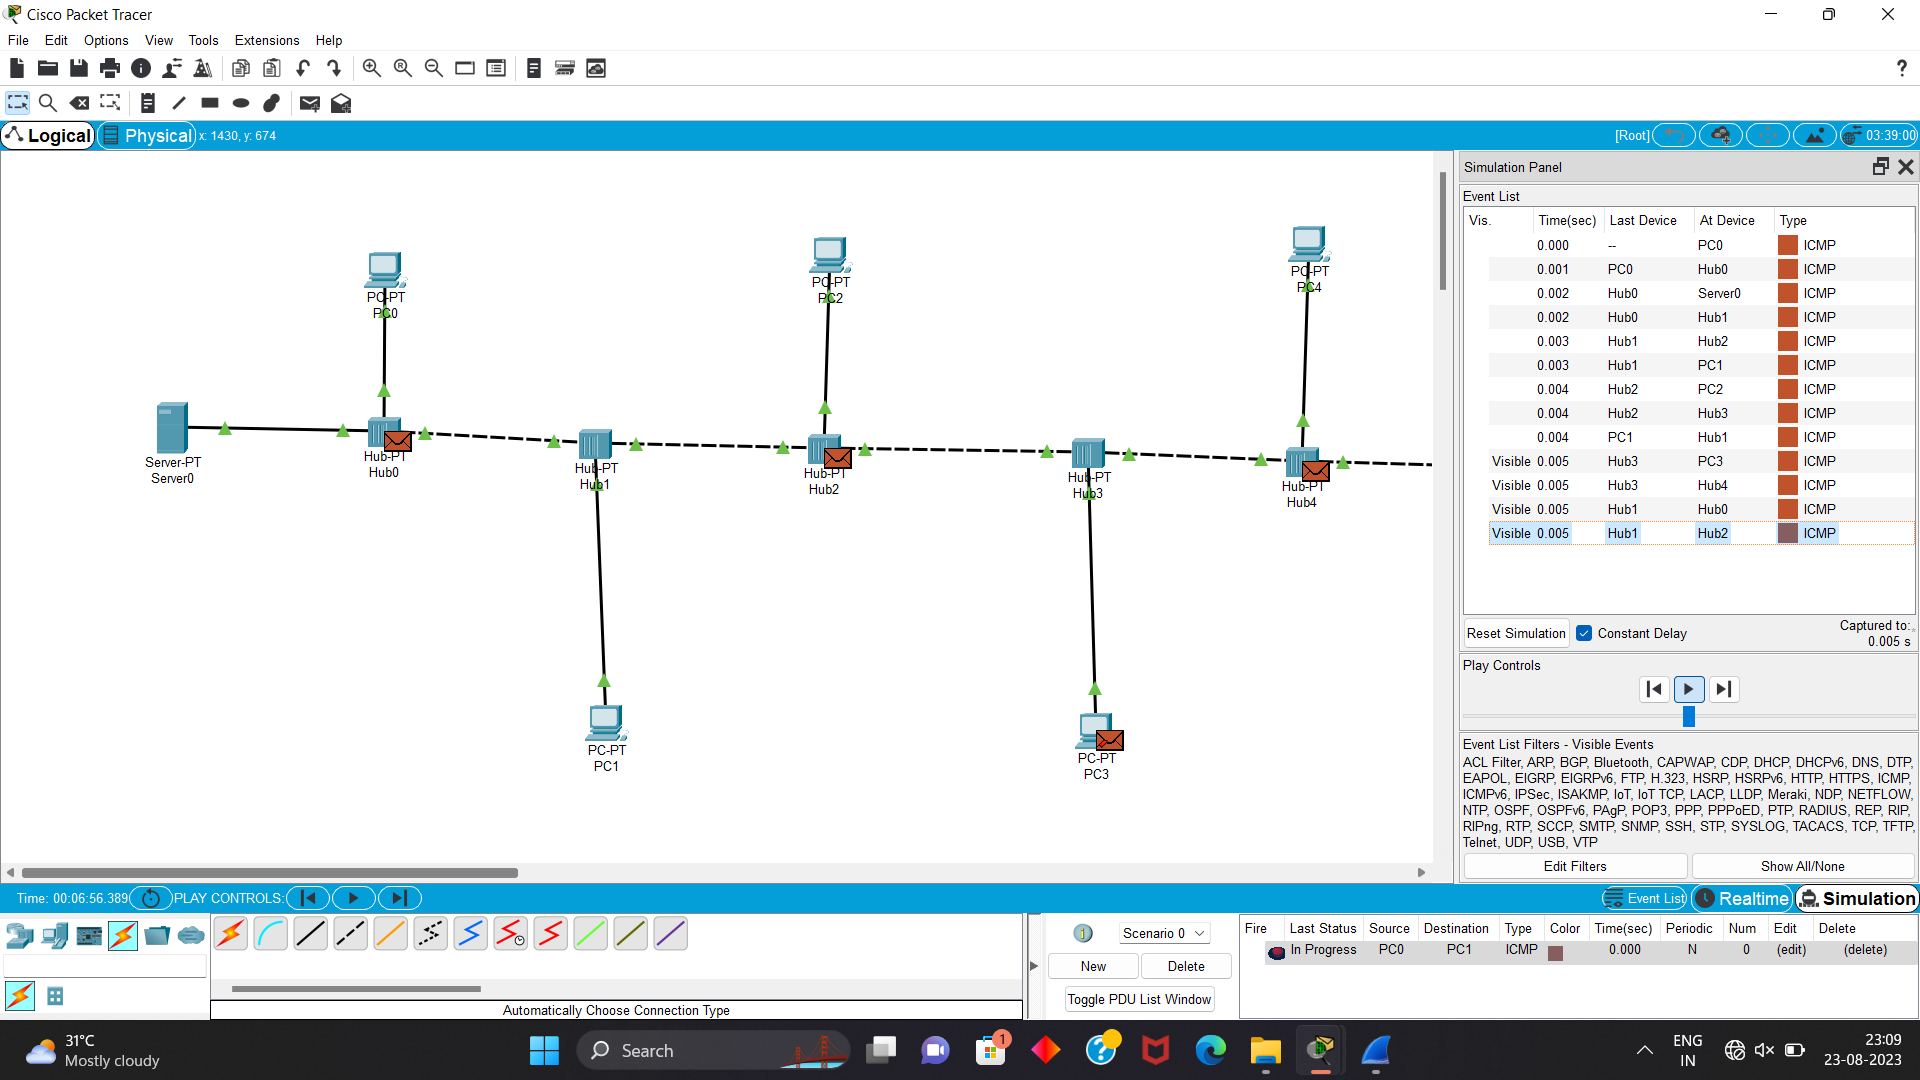 Cisco Packet Tracer
File Edit Options View Tools Extensions Help
?
Logical Physical x: 1430, y: 674 [Root] 03:39:00
Simulation Panel
Event List
Vis. Time(sec) Last Device At Device Type
0.000 -- PC0 ICMP
0.001 PC0 Hub0 ICMP
0.002 Hub0 Server0 ICMP
0.002 Hub0 Hub1 ICMP
0.003 Hub1 Hub2 ICMP
0.003 Hub1 PC1 ICMP
0.004 Hub2 PC2 ICMP
0.004 Hub2 Hub3 ICMP
0.004 PC1 Hub1 ICMP
Visible 0.005 Hub3 PC3 ICMP
Visible 0.005 Hub3 Hub4 ICMP
Visible 0.005 Hub1 Hub0 ICMP
Visible 0.005 Hub1 Hub2 ICMP
Reset Simulation Constant Delay Captured to:
0.005 s
Play Controls
Event List Filters - Visible Events
ACL Filter, ARP, BGP, Bluetooth, CAPWAP, CDP, DHCP, DHCPv6, DNS, DTP,
EAPOL, EIGRP, EIGRPv6, FTP, H.323, HSRP, HSRPv6, HTTP, HTTPS, ICMP,
ICMPv6, IPSec, ISAKMP, IoT, IoT TCP, LACP, LLDP, Meraki, NDP, NETFLOW,
NTP, OSPF, OSPFv6, PAgP, POP3, PPP, PPPoED, PTP, RADIUS, REP, RIP,
RIPng, RTP, SCCP, SMTP, SNMP, SSH, STP, SYSLOG, TACACS, TCP, TFTP,
Telnet, UDP, USB, VTP
Edit Filters Show All/None
PC-PT
PC0
PC-PT
PC2
PC-PT
PC4
Server-PT
Server0
Hub-PT
Hub0
Hub-PT
Hub1
Hub-PT
Hub2
Hub-PT
Hub3
Hub-PT
Hub4
PC-PT
PC1
PC-PT
PC3
Time: 00:06:56.389 PLAY CONTROLS: Event List Realtime Simulation
Scenario 0
New Delete
Toggle PDU List Window
Fire Last Status Source Destination Type Color Time(sec) Periodic Num Edit Delete
In Progress PC0 PC1 ICMP 0.000 N 0 (edit) (delete)
Automatically Choose Connection Type
31°C
Mostly cloudy
Search
1
ENG
IN
23:09
23-08-2023